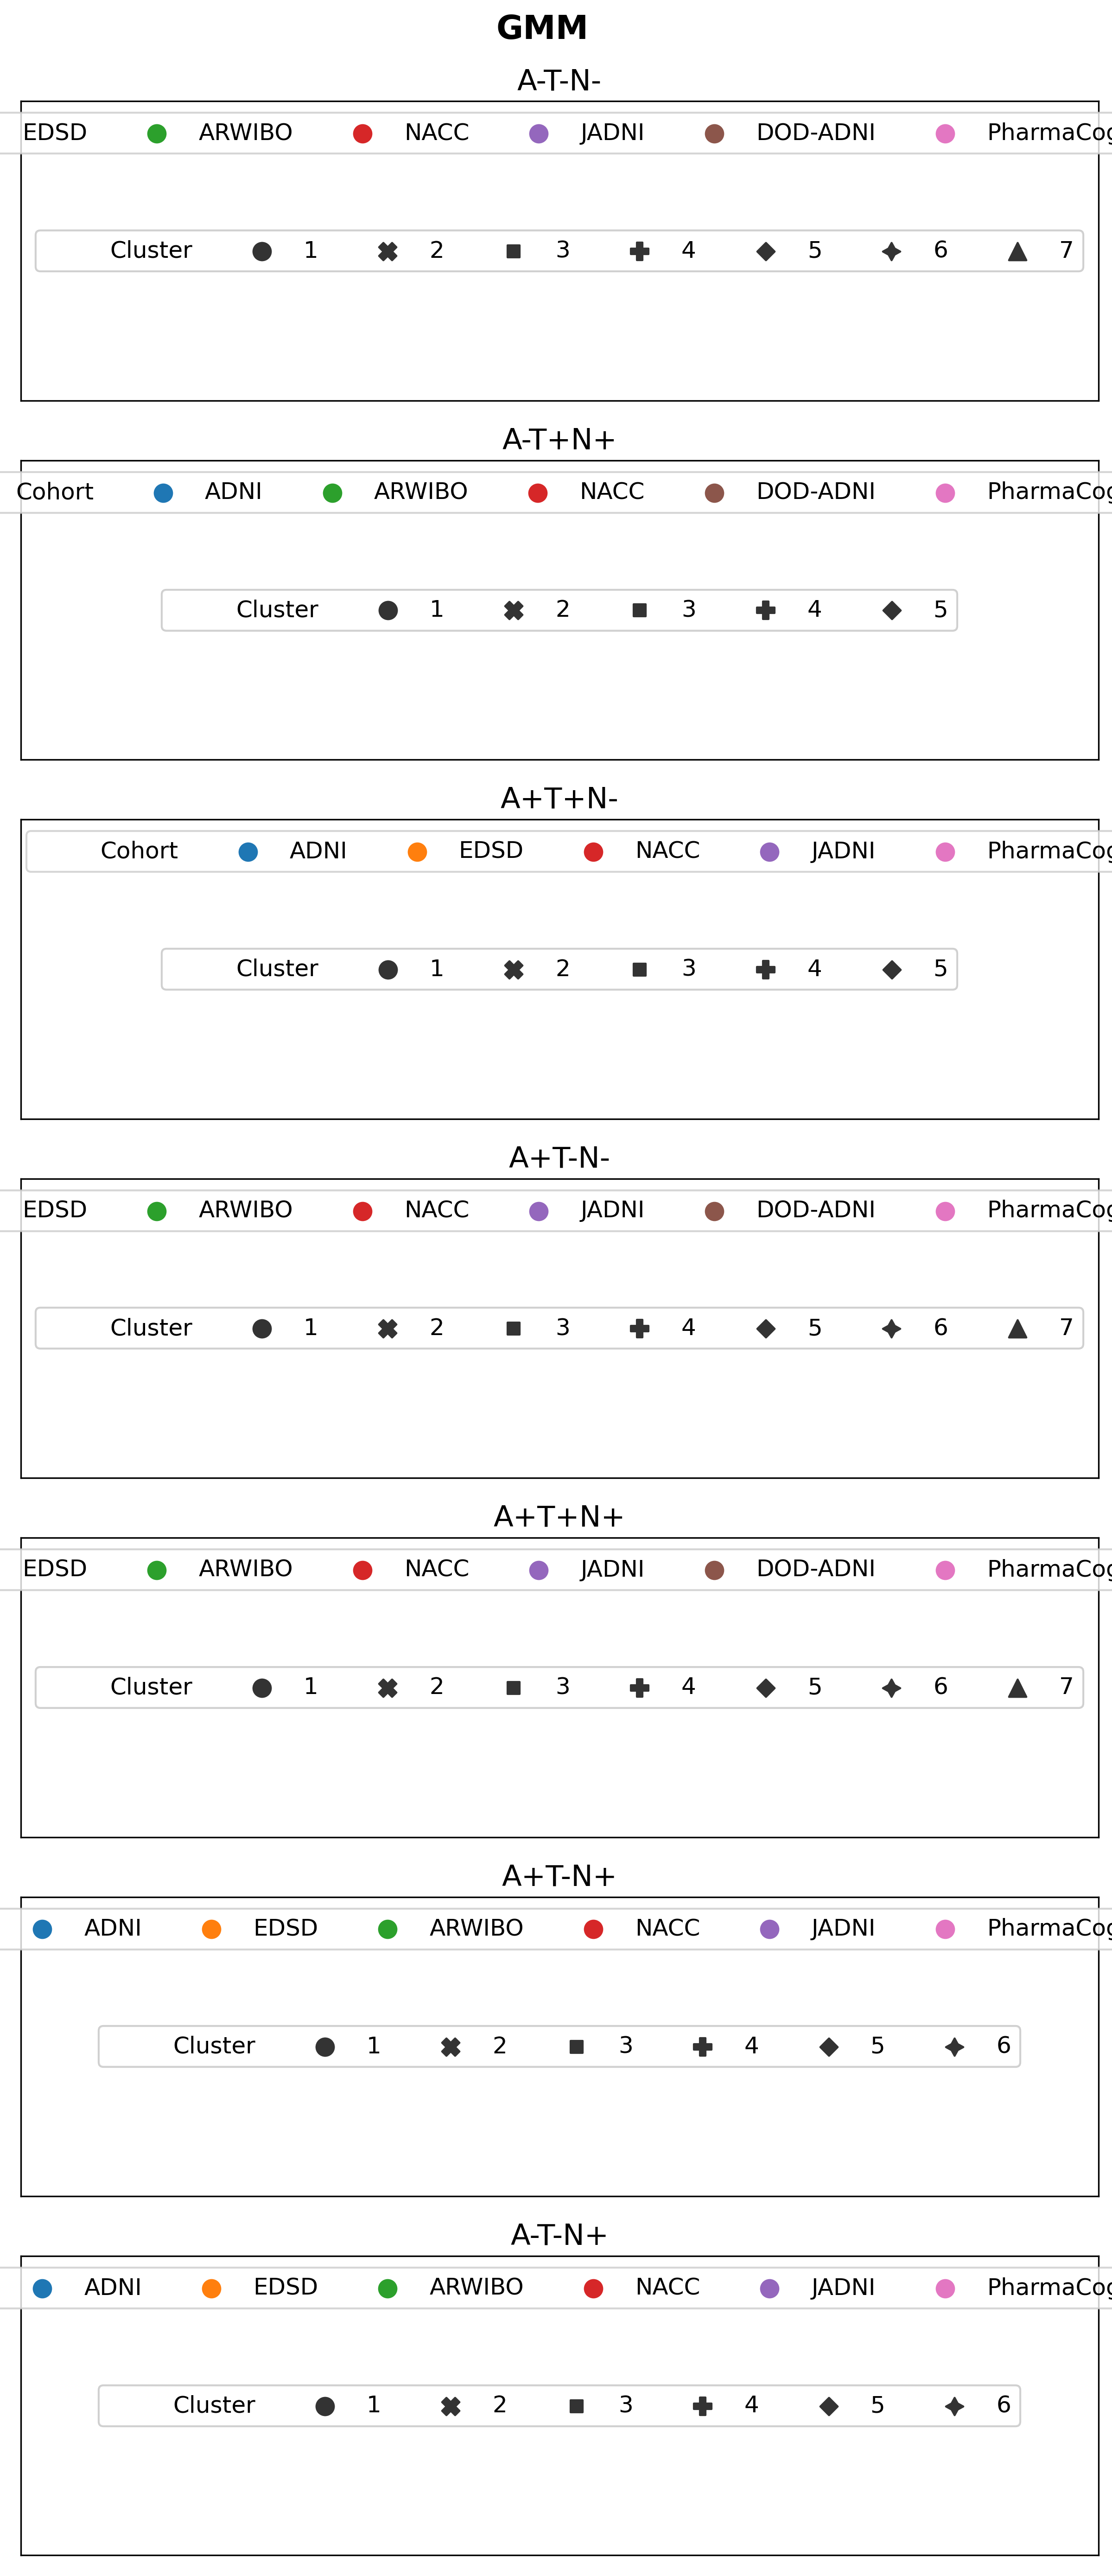 GMM
A-T-N-
EDSD ARWIBO NACC JADNI DOD-ADNI PharmaCog
Cluster 1 2 3 4 5 6 7
A-T+N+
Cohort ADNI ARWIBO NACC DOD-ADNI PharmaCog
Cluster 1 2 3 4 5
A+T+N-
Cohort ADNI EDSD NACC JADNI PharmaCog
Cluster 1 2 3 4 5
A+T-N-
EDSD ARWIBO NACC JADNI DOD-ADNI PharmaCog
Cluster 1 2 3 4 5 6 7
A+T+N+
EDSD ARWIBO NACC JADNI DOD-ADNI PharmaCog
Cluster 1 2 3 4 5 6 7
A+T-N+
ADNI EDSD ARWIBO NACC JADNI PharmaCog
Cluster 1 2 3 4 5 6
A-T-N+
ADNI EDSD ARWIBO NACC JADNI PharmaCog
Cluster 1 2 3 4 5 6